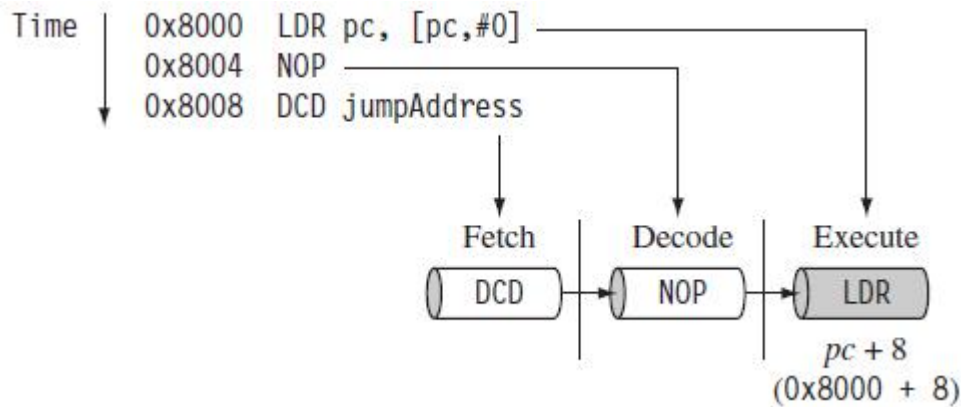 Time 0x8000 LDR pc, [pc,#0]
0x8004 NOP
0x8008 DCD jumpAddress
Fetch Decode Execute
DCD NOP LDR
pc + 8
(0x8000 + 8)